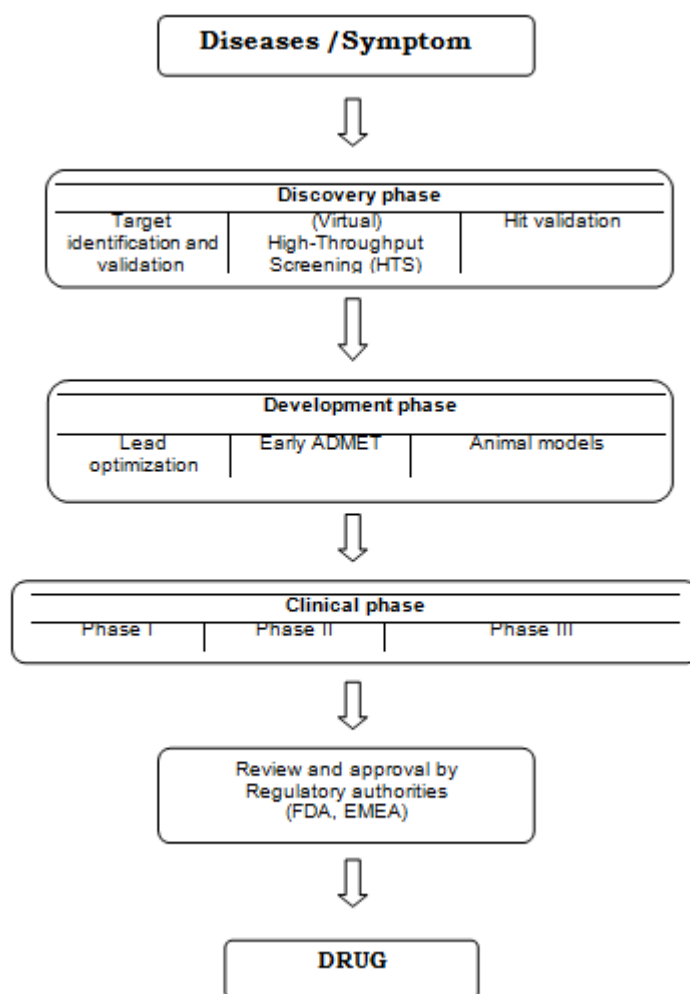 Diseases /Symptom
Discovery phase
Target
identification and
validation
(Virtual)
High-Throughput
Screening (HTS)
Hit validation
Development phase
Lead
optimization
Early ADMET
Animal models
Clinical phase
Phase I
Phase II
Phase III
Review and approval by
Regulatory authorities
(FDA, EMEA)
DRUG